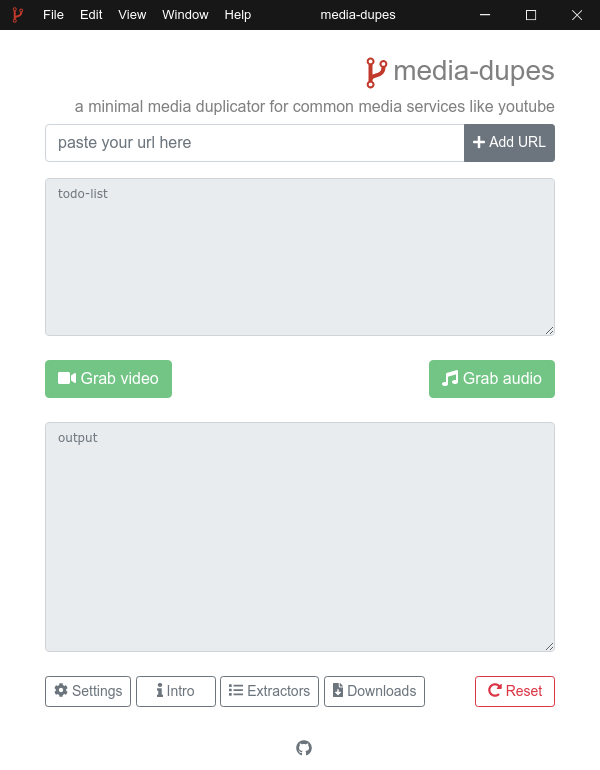 File Edit View Window Help media-dupes
media-dupes
a minimal media duplicator for common media services like youtube
paste your url here Add URL
todo-list
Grab video Grab audio
output
Settings Intro Extractors Downloads Reset